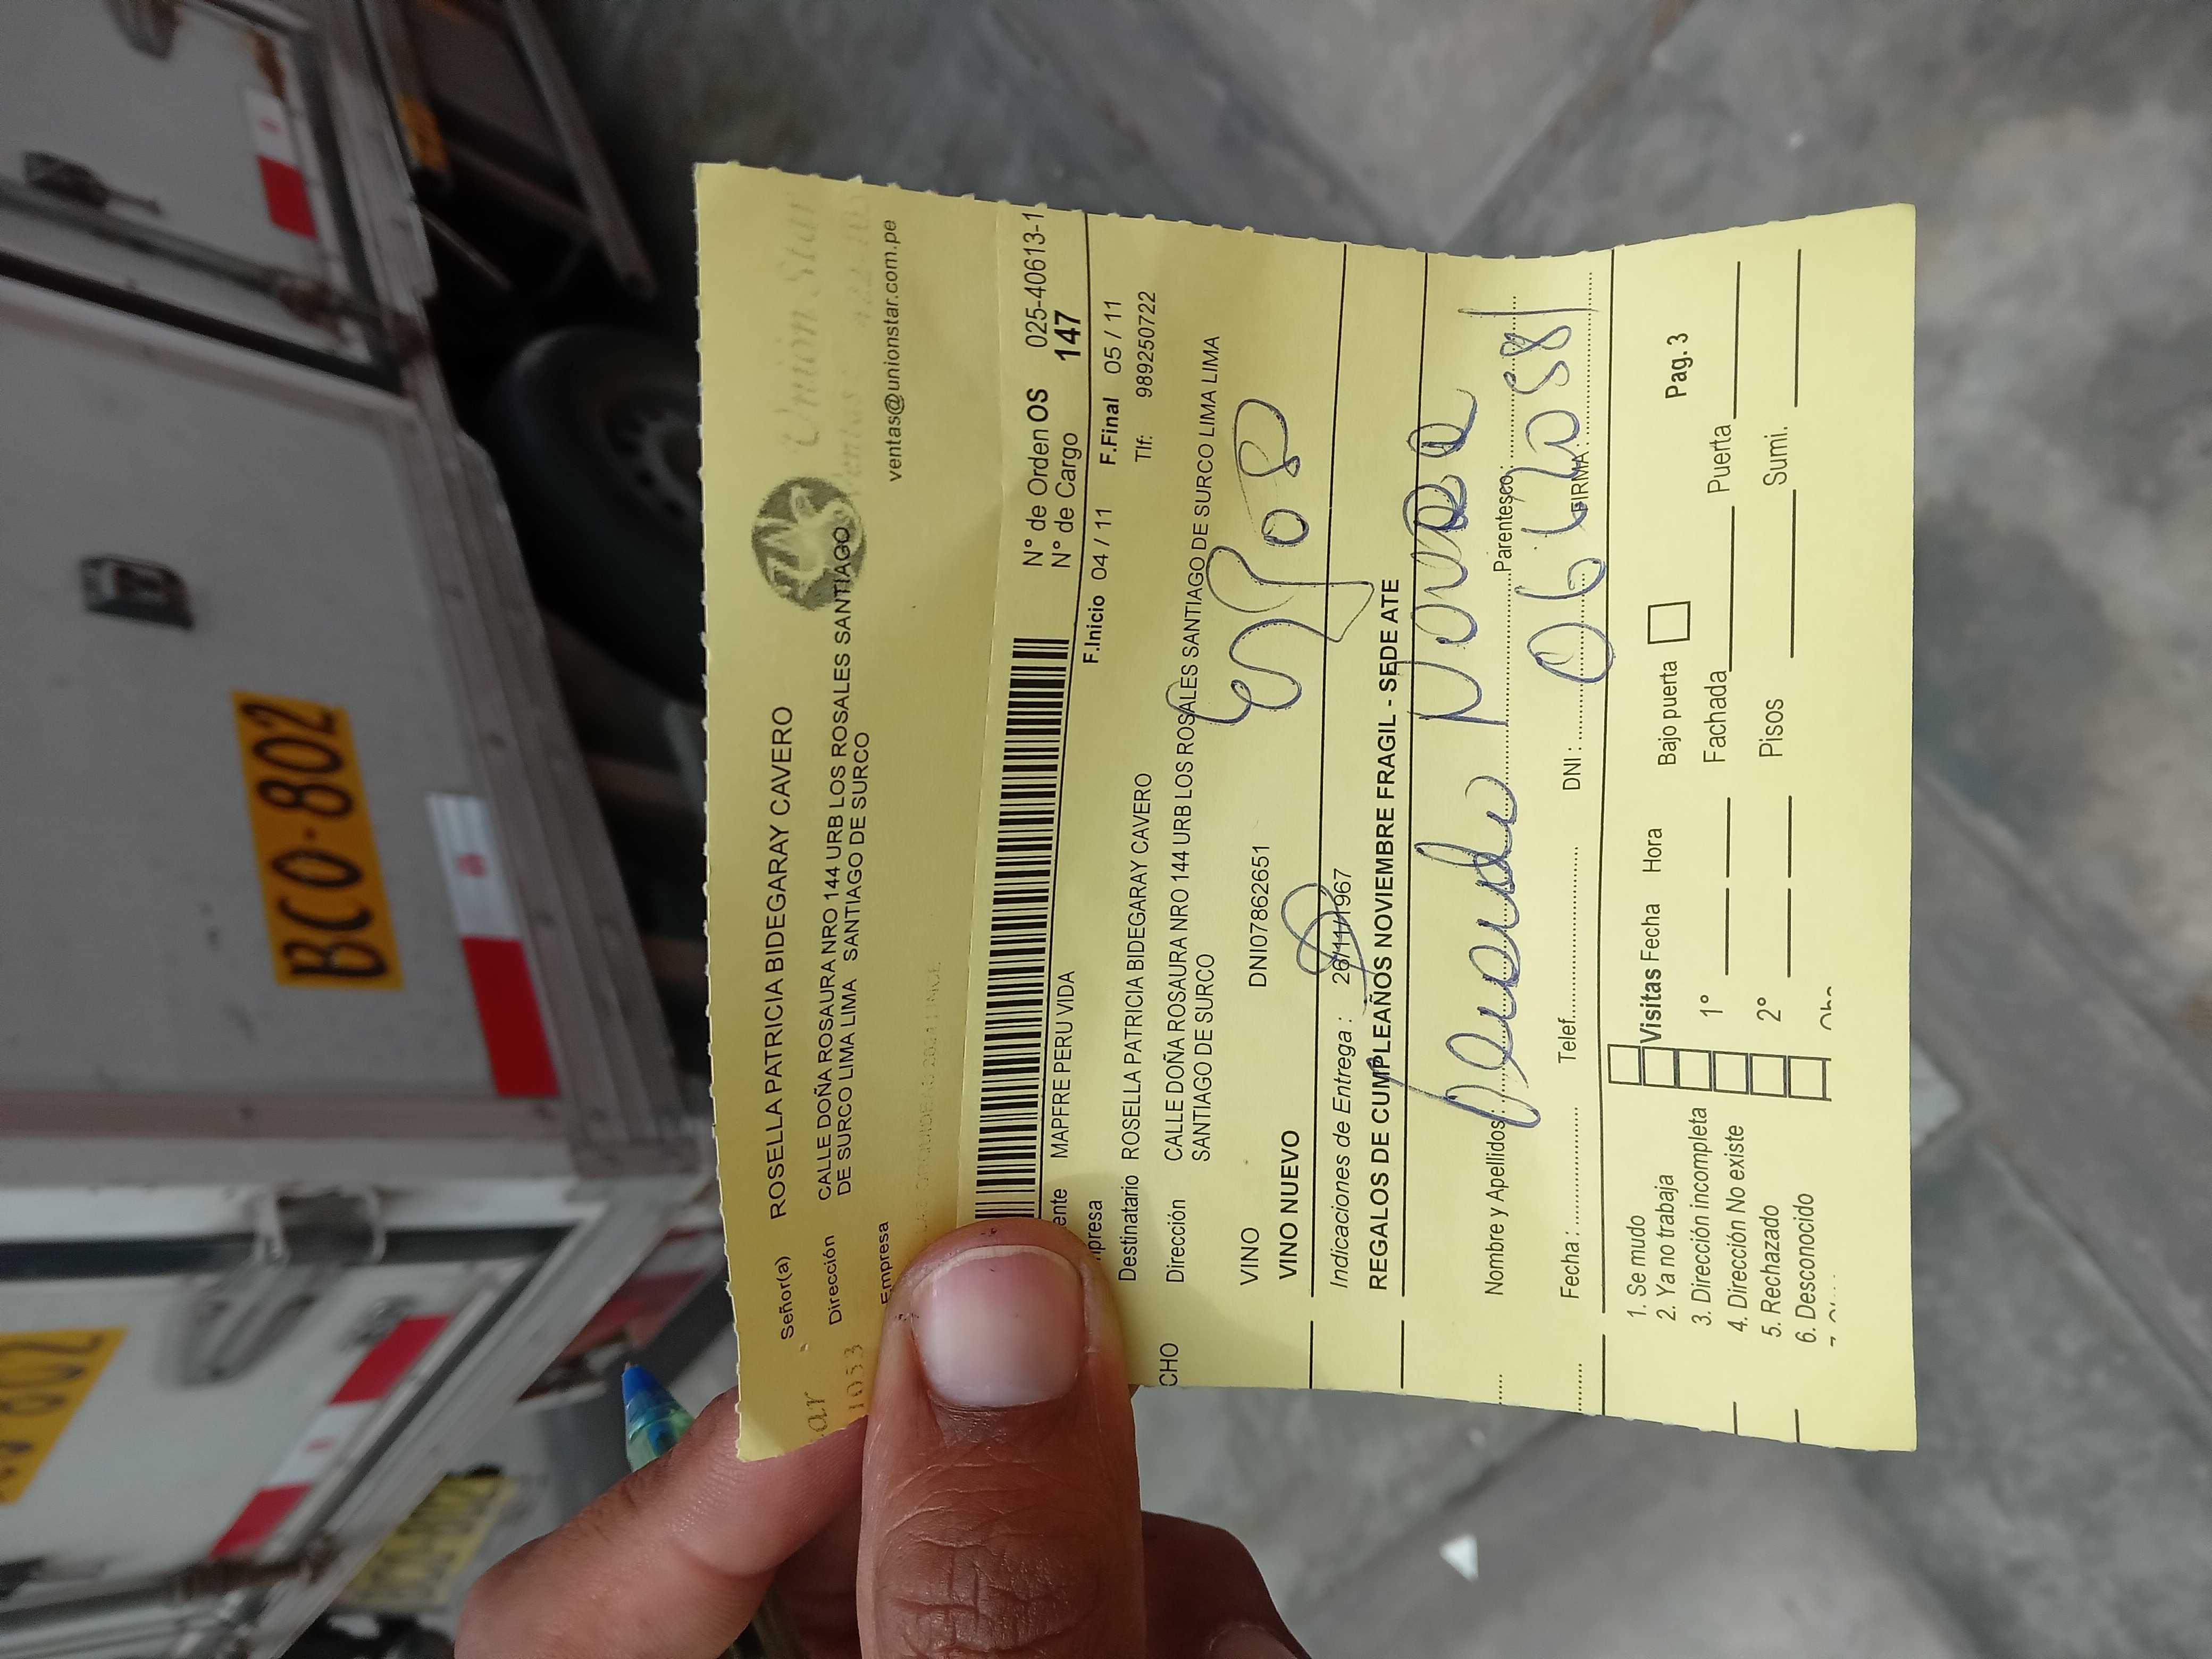 Unión Star
ventas@unionstar.com.pe
Señor(a) ROSELLA PATRICIA BIDEGARAY CAVERO
Dirección CALLE DOÑA ROSAURA NRO 144 URB LOS ROSALES SANTIAGO
DE SURCO LIMA LIMA SANTIAGO DE SURCO
Empresa
N° de Orden OS 025-40613-1
N° de Cargo 147
ente MAPFRE PERU VIDA
F.Inicio 04 / 11 F.Final 05 / 11
presa
Tlf: 989250722
Destinatario ROSELLA PATRICIA BIDEGARAY CAVERO
Dirección CALLE DOÑA ROSAURA NRO 144 URB LOS ROSALES SANTIAGO DE SURCO LIMA LIMA
SANTIAGO DE SURCO
CHO
VINO DNI07862651
VINO NUEVO
Indicaciones de Entrega : 26/11/1967
REGALOS DE CUMPLEAÑOS NOVIEMBRE FRAGIL - SEDE ATE
Nombre y Apellidos: Parentesco:
Fecha : Telef. DNI : FIRMA:
1. Se mudo
2. Ya no trabaja
3. Dirección incompleta
4. Dirección No existe
5. Rechazado
6. Desconocido
Visitas Fecha Hora
1°
2°
Bajo puerta
Pag. 3
Fachada Puerta
Pisos Sumi.
ar
1053
BCO·802